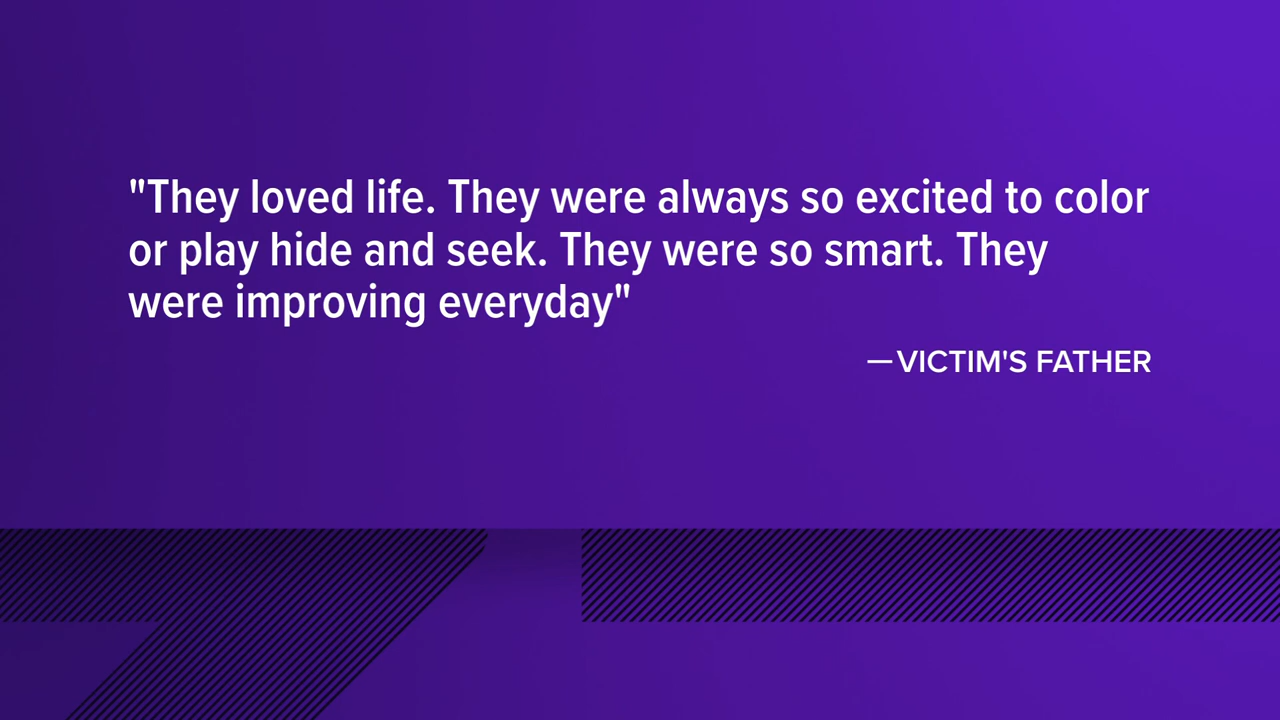 "They loved life. They were always so excited to color
or play hide and seek. They were so smart. They
were improving everyday"
—VICTIM'S FATHER